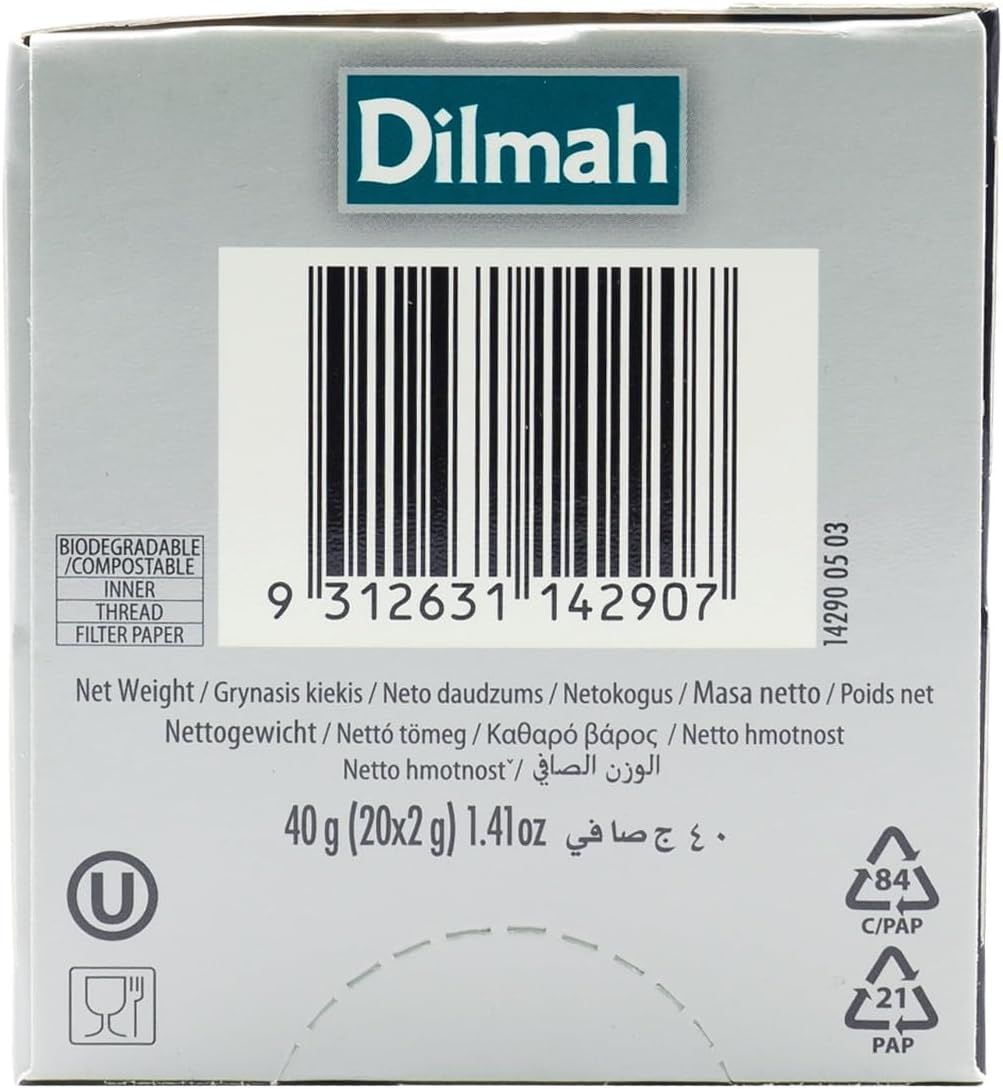 Dilmah
9 312631 142907
14290 05 03
BIODEGRADABLE
/COMPOSTABLE
INNER
THREAD
FILTER PAPER
Net Weight / Grynasis kiekis / Neto daudzums / Netokogus / Masa netto / Poids net
Nettogewicht / Nettó tömeg / Καθαρό βάρος / Netto hmotnost
Netto hmotnostˇ/ الوزن الصافي
40 g (20x2 g) 1.41oz ٤٠ ج صافي
U
84
C/PAP
21
PAP